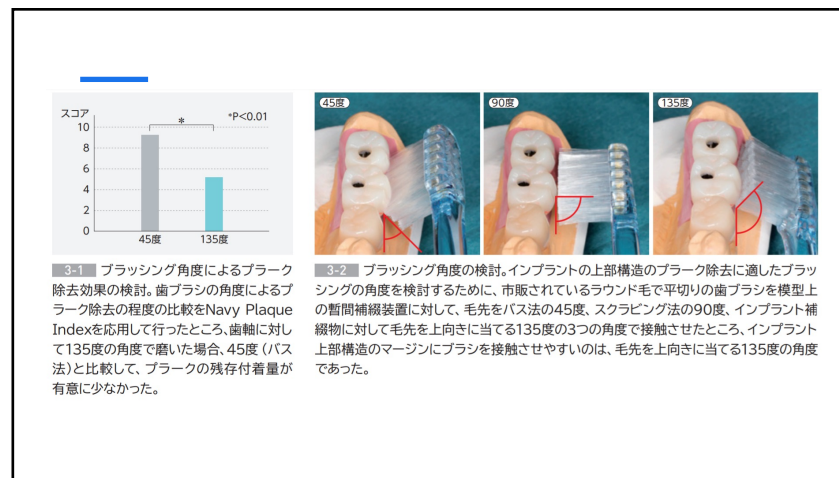 スコア
*P<0.01
*
10
8
6
4
2
0
45度
135度
3-1 ブラッシング角度によるプラーク
除去効果の検討。歯ブラシの角度によるプ
ラーク除去の程度の比較をNavy Plaque
Indexを応用して行ったところ、歯軸に対し
て135度の角度で磨いた場合、45度（バス
法）と比較して、プラークの残存付着量が
有意に少なかった。
45度
90度
135度
3-2 ブラッシング角度の検討。インプラントの上部構造のプラーク除去に適したブラッ
シングの角度を検討するために、市販されているラウンド毛で平切りの歯ブラシを模型上
の暫間補綴装置に対して、毛先をバス法の45度、スクラビング法の90度、インプラント補
綴物に対して毛先を上向きに当てる135度の3つの角度で接触させたところ、インプラント
上部構造のマージンにブラシを接触させやすいのは、毛先を上向きに当てる135度の角度
であった。